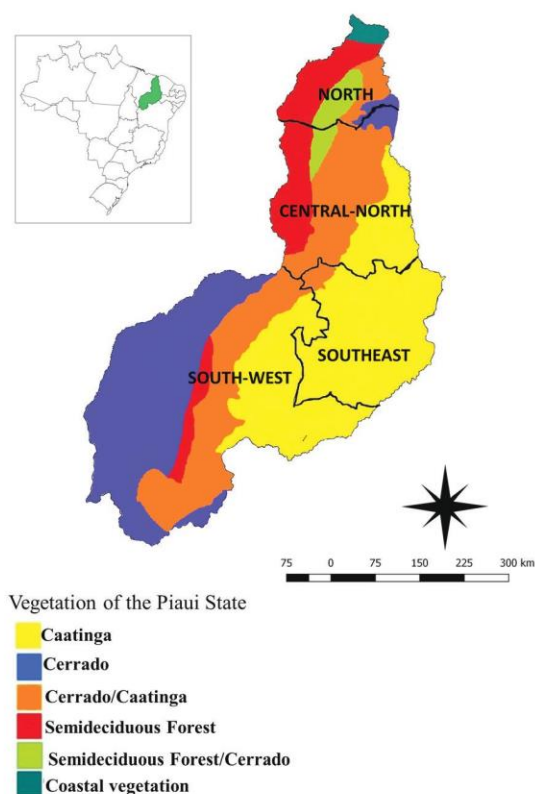 NORTH
CENTRAL-NORTH
SOUTHEAST
SOUTH-WEST
75 0 75 150 225 300 km
Vegetation of the Piaui State
Caatinga
Cerrado
Cerrado/Caatinga
Semideciduous Forest
Semideciduous Forest/Cerrado
Coastal vegetation